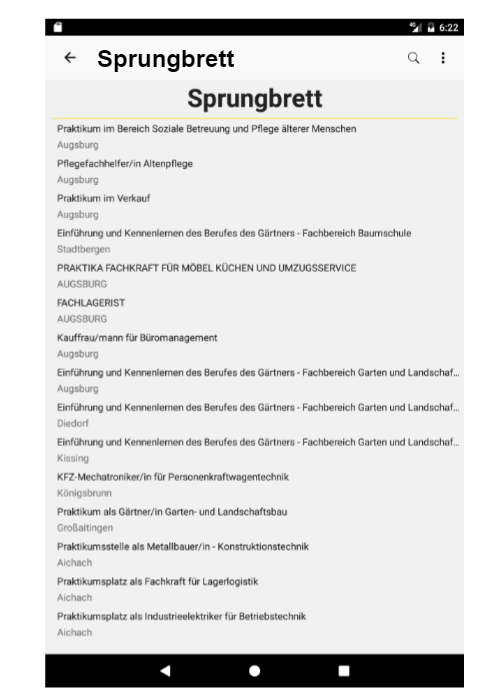 4G 6:22
Sprungbrett
Sprungbrett
Praktikum im Bereich Soziale Betreuung und Pflege älterer Menschen
Augsburg
Pflegefachhelfer/in Altenpflege
Augsburg
Praktikum im Verkauf
Augsburg
Einführung und Kennenlernen des Berufes des Gärtners - Fachbereich Baumschule
Stadtbergen
PRAKTIKA FACHKRAFT FÜR MÖBEL KÜCHEN UND UMZUGSSERVICE
AUGSBURG
FACHLAGERIST
AUGSBURG
Kauffrau/mann für Büromanagement
Augsburg
Einführung und Kennenlernen des Berufes des Gärtners - Fachbereich Garten und Landschaf...
Augsburg
Einführung und Kennenlernen des Berufes des Gärtners - Fachbereich Garten und Landschaf...
Diedorf
Einführung und Kennenlernen des Berufes des Gärtners - Fachbereich Garten und Landschaf...
Kissing
KFZ-Mechatroniker/in für Personenkraftwagentechnik
Königsbrunn
Praktikum als Gärtner/in Garten- und Landschaftsbau
Großaitingen
Praktikumsstelle als Metallbauer/in - Konstruktionstechnik
Aichach
Praktikumsplatz als Fachkraft für Lagerlogistik
Aichach
Praktikumsplatz als Industrieelektriker für Betriebstechnik
Aichach